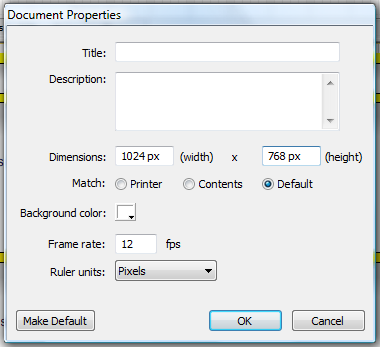 Document Properties
Title:
Description:
Dimensions: 1024 px (width) x 768 px (height)
Match: Printer Contents Default
Background color:
Frame rate: 12 fps
Ruler units: Pixels
Make Default OK Cancel